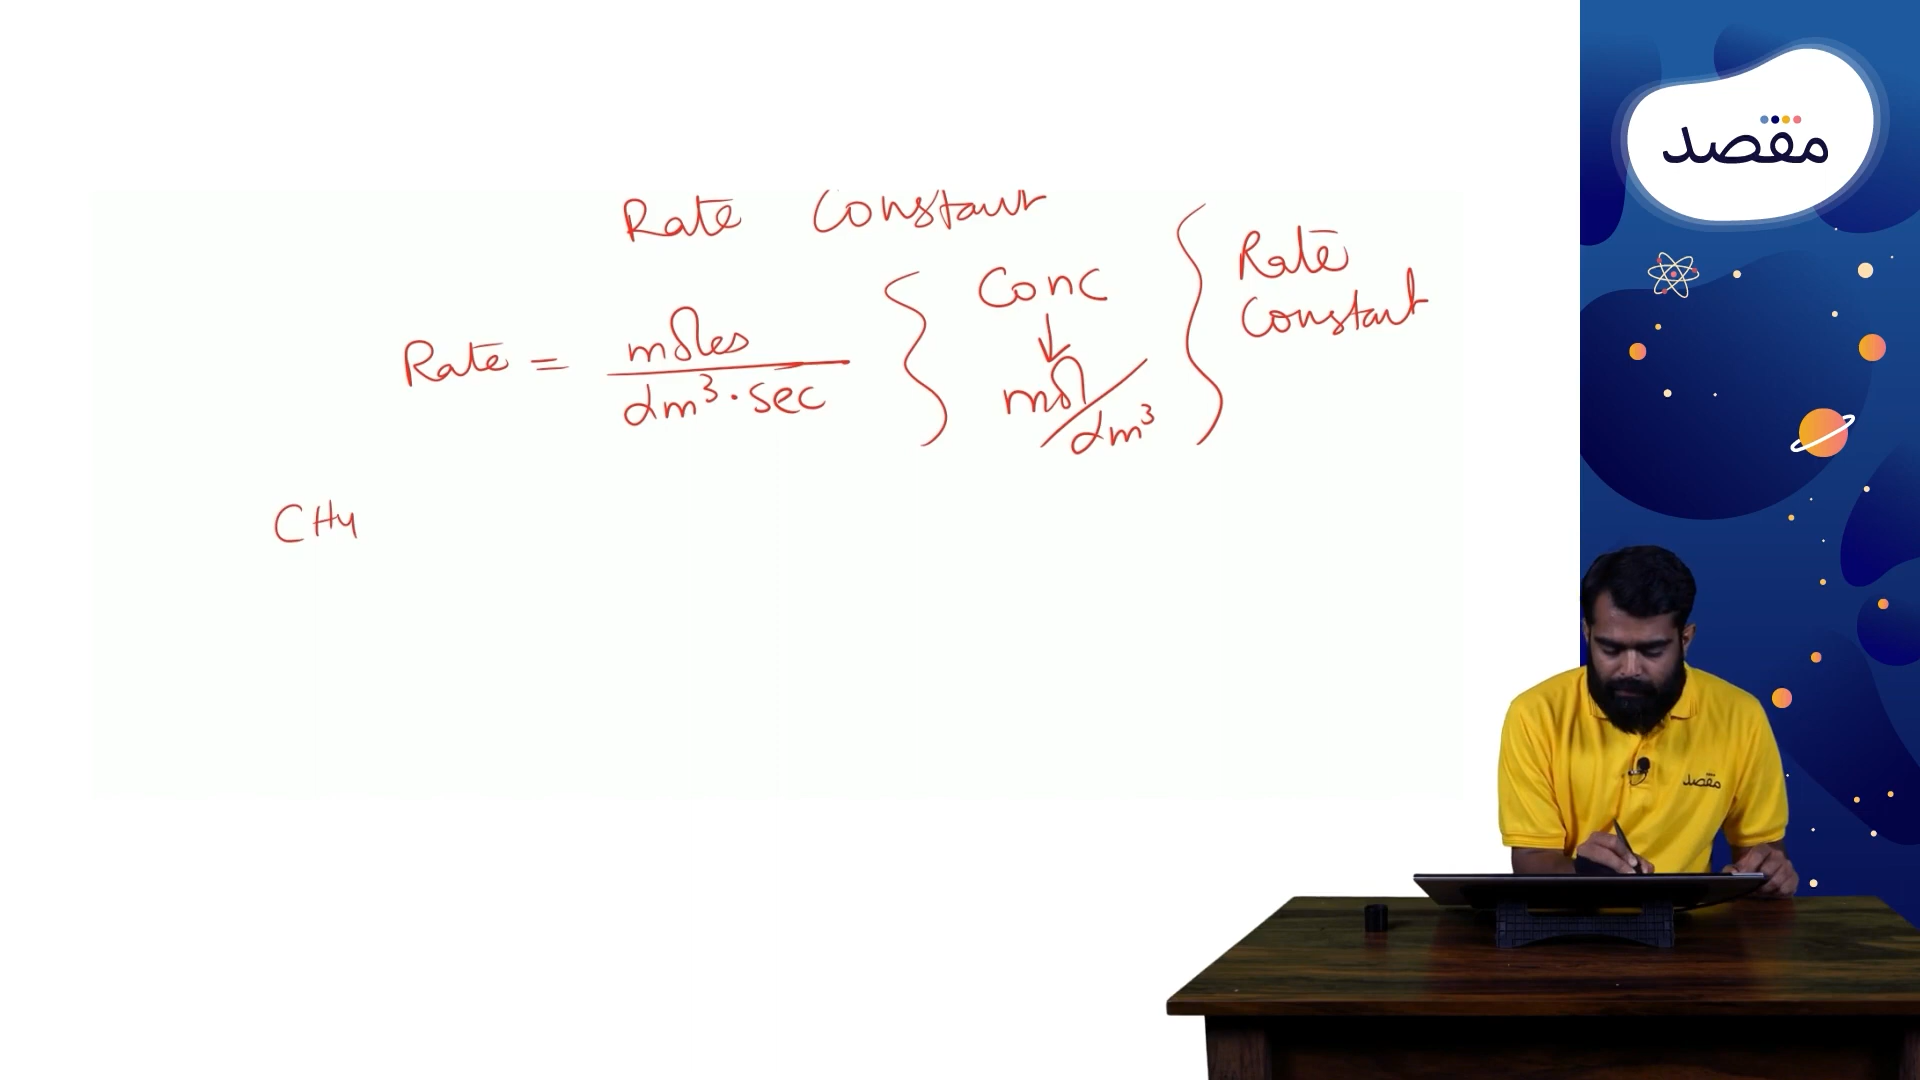 مقصد
Rate Constant
Rate = moles / dm³ · sec { Conc ↓ mol/dm³ { Rate Constant
CH4
مقصد